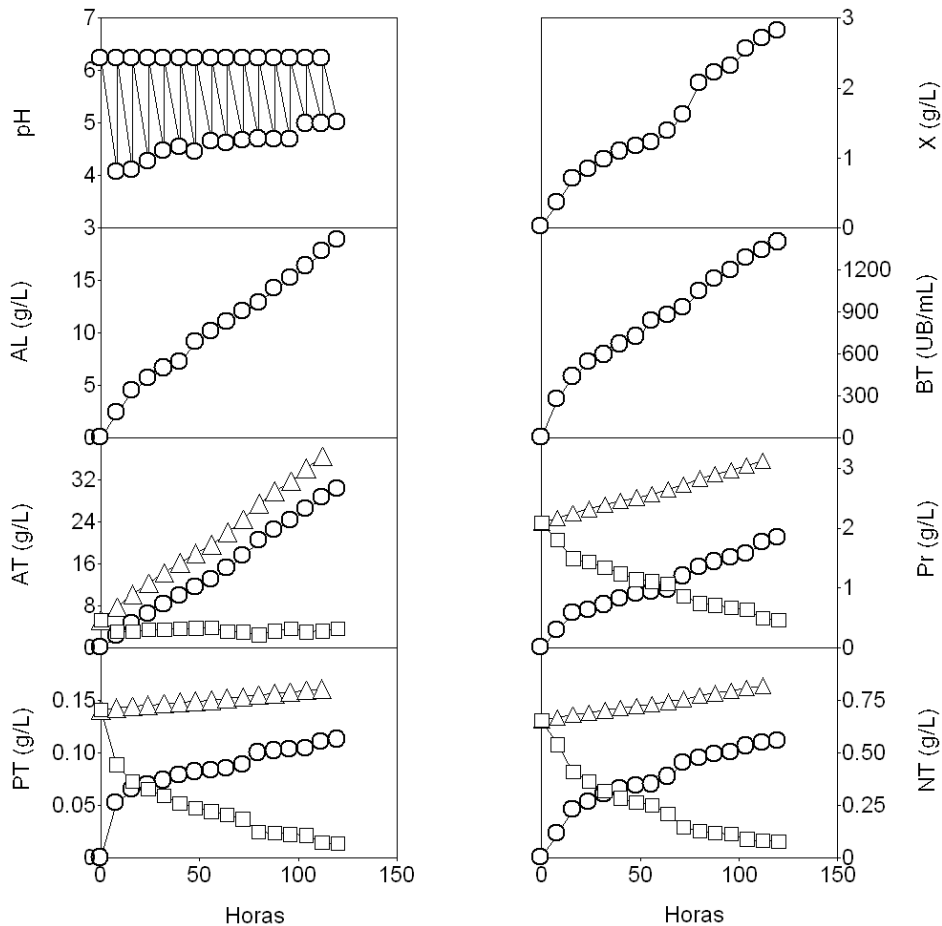 7
6
5
4
3
pH
3
2
1
0
X (g/L)
15
10
5
0
AL (g/L)
1200
900
600
300
0
BT (UB/mL)
32
24
16
8
0
AT (g/L)
3
2
1
0
Pr (g/L)
0.15
0.10
0.05
0
PT (g/L)
0.75
0.50
0.25
0
NT (g/L)
0 50 100 150
Horas
0 50 100 150
Horas